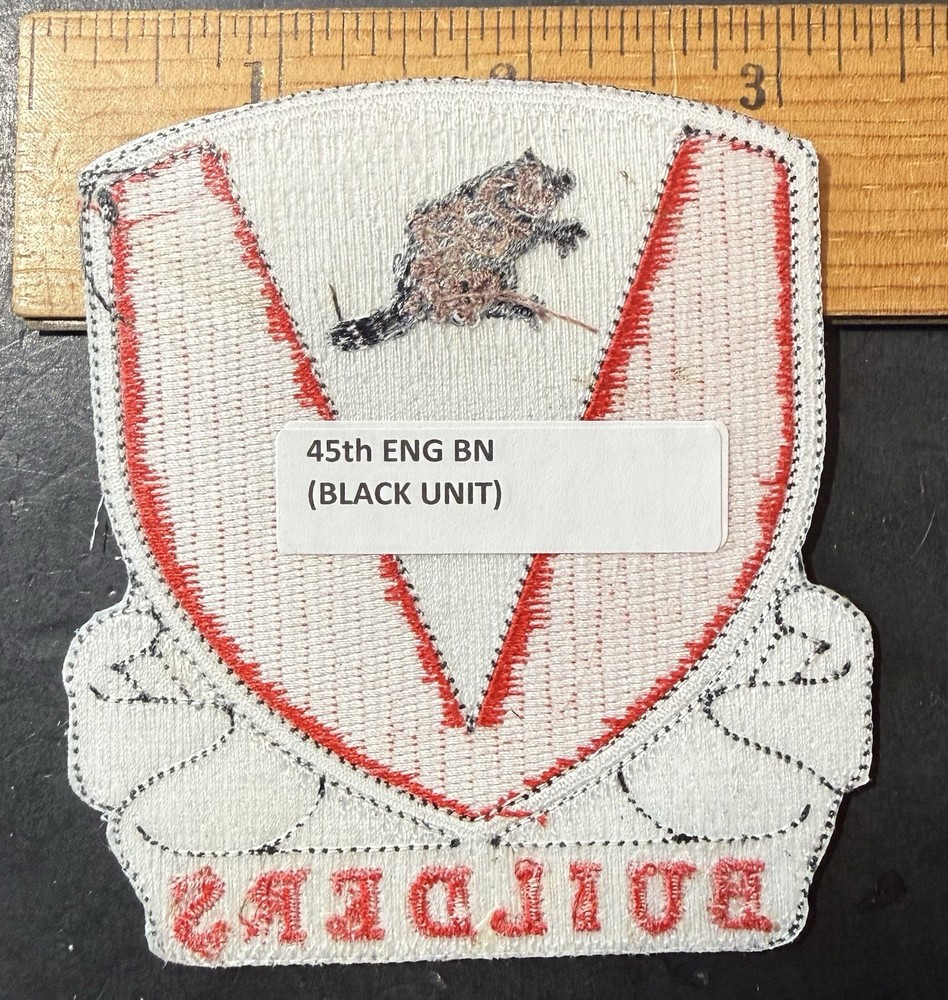 1 2 3
45th ENG BN
(BLACK UNIT)
BUILDERS